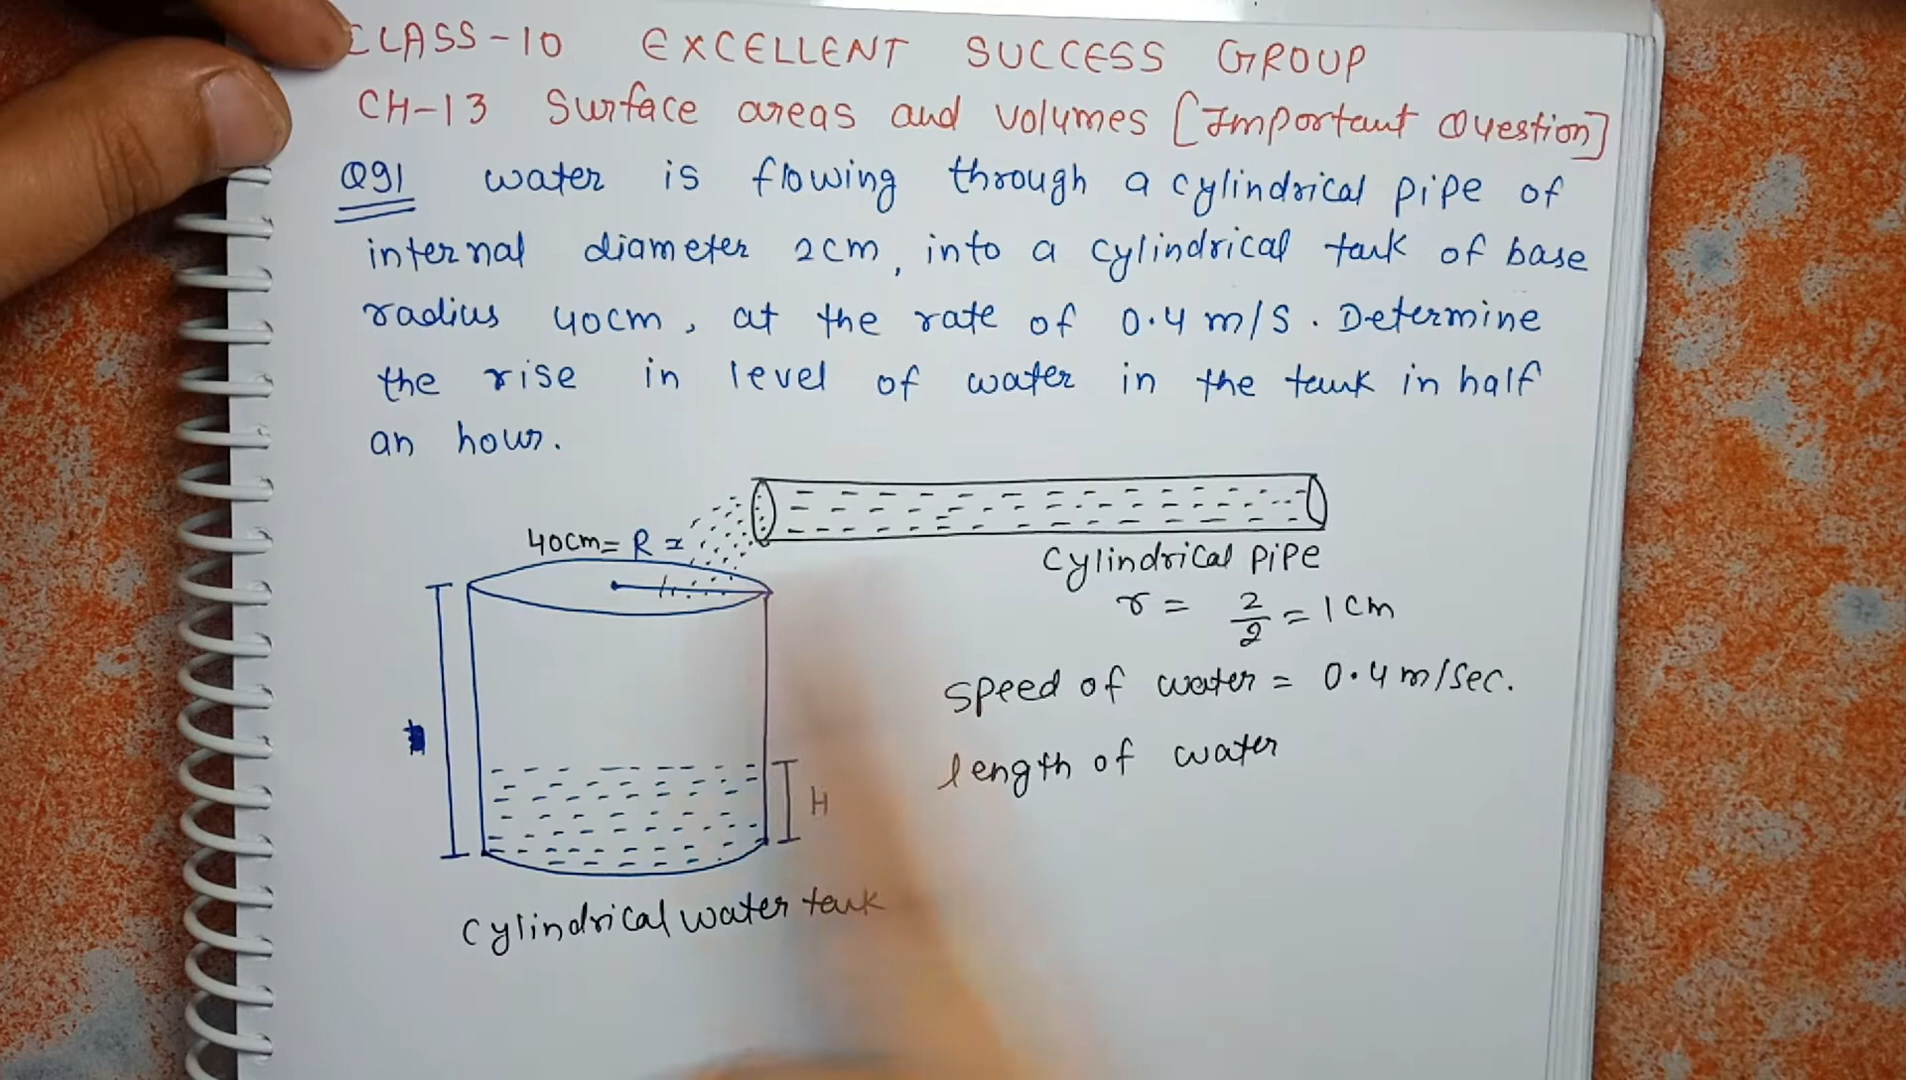 CLASS-10 EXCELLENT SUCCESS GROUP
CH-13 Surface areas and volumes [Important Question]
Q91 water is flowing through a cylindrical pipe of
internal diameter 2cm, into a cylindrical tank of base
radius 40cm, at the rate of 0.4 m/s. Determine
the rise in level of water in the tank in half
an hour.
40cm = R =
cylindrical pipe
r = 2/2 = 1cm
speed of water = 0.4 m/sec.
length of water
H
cylindrical water tank